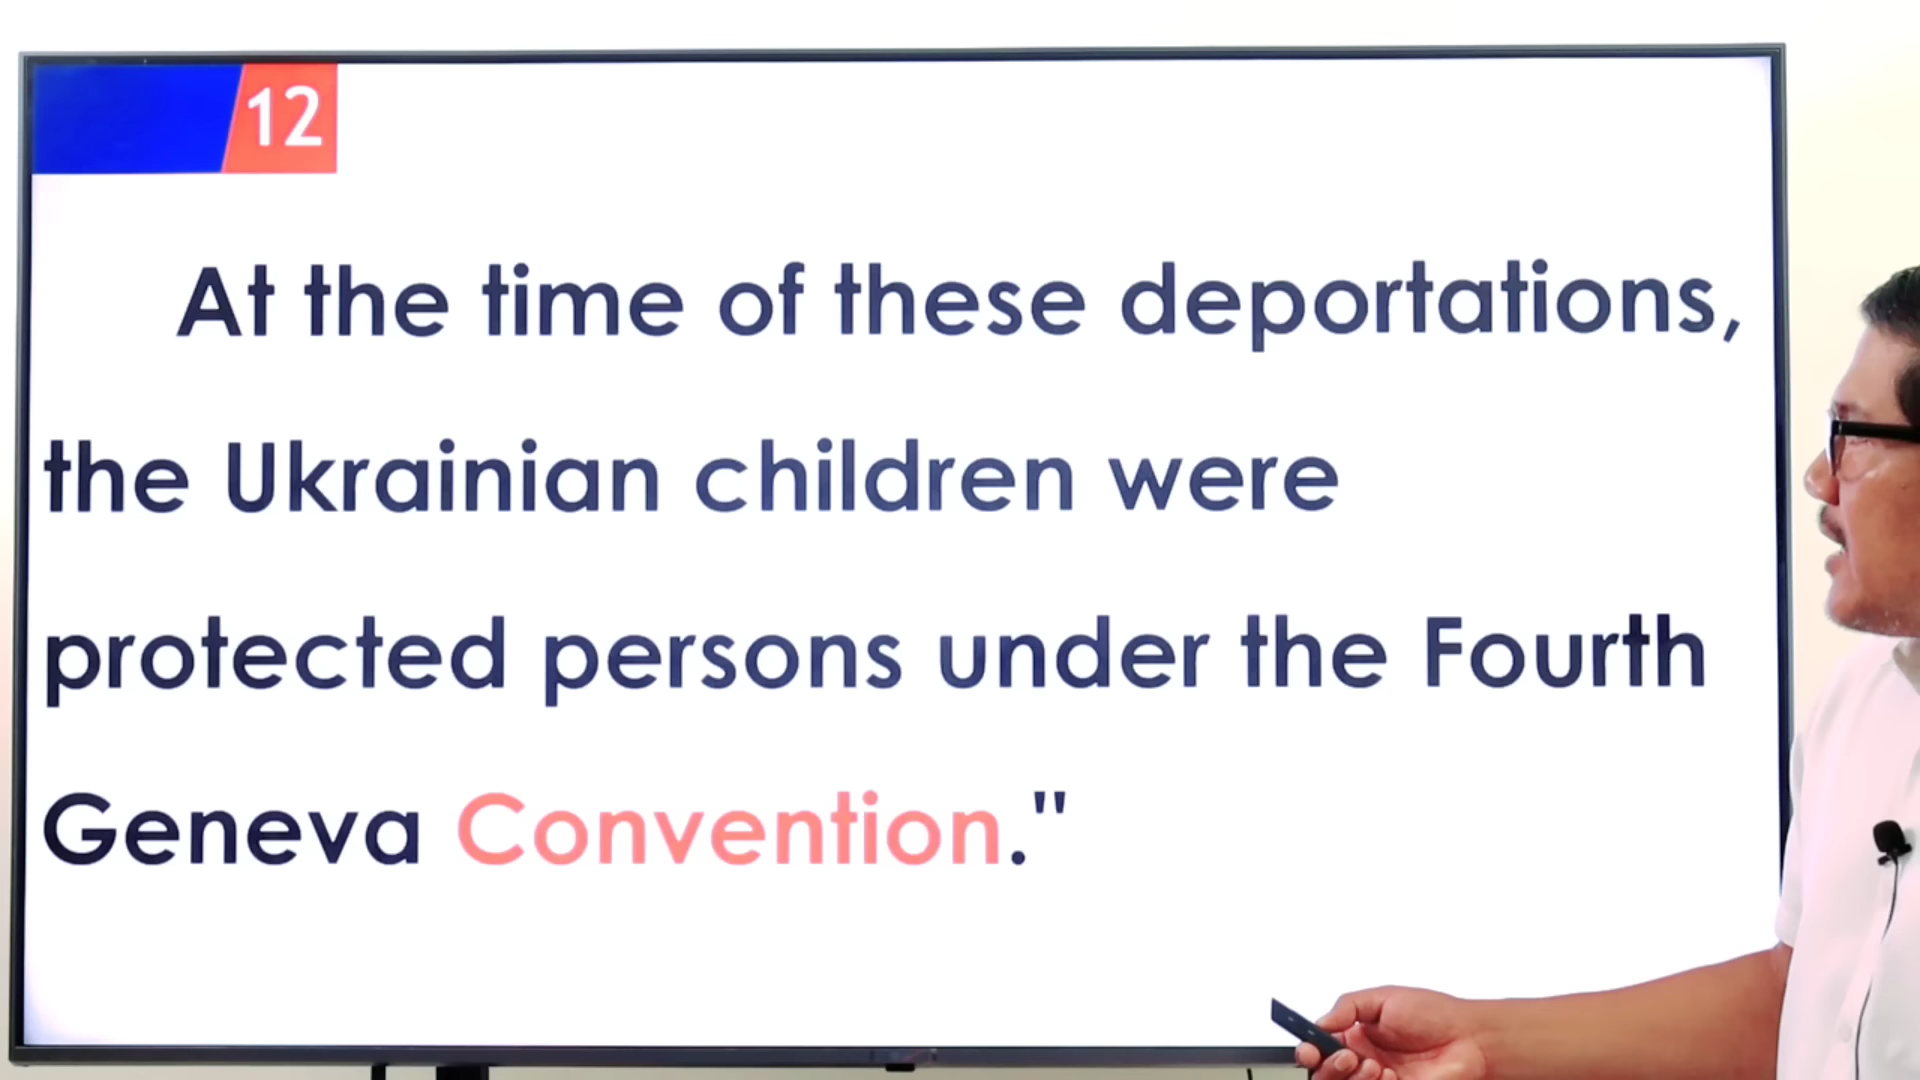 12
At the time of these deportations,
the Ukrainian children were
protected persons under the Fourth
Geneva Convention."